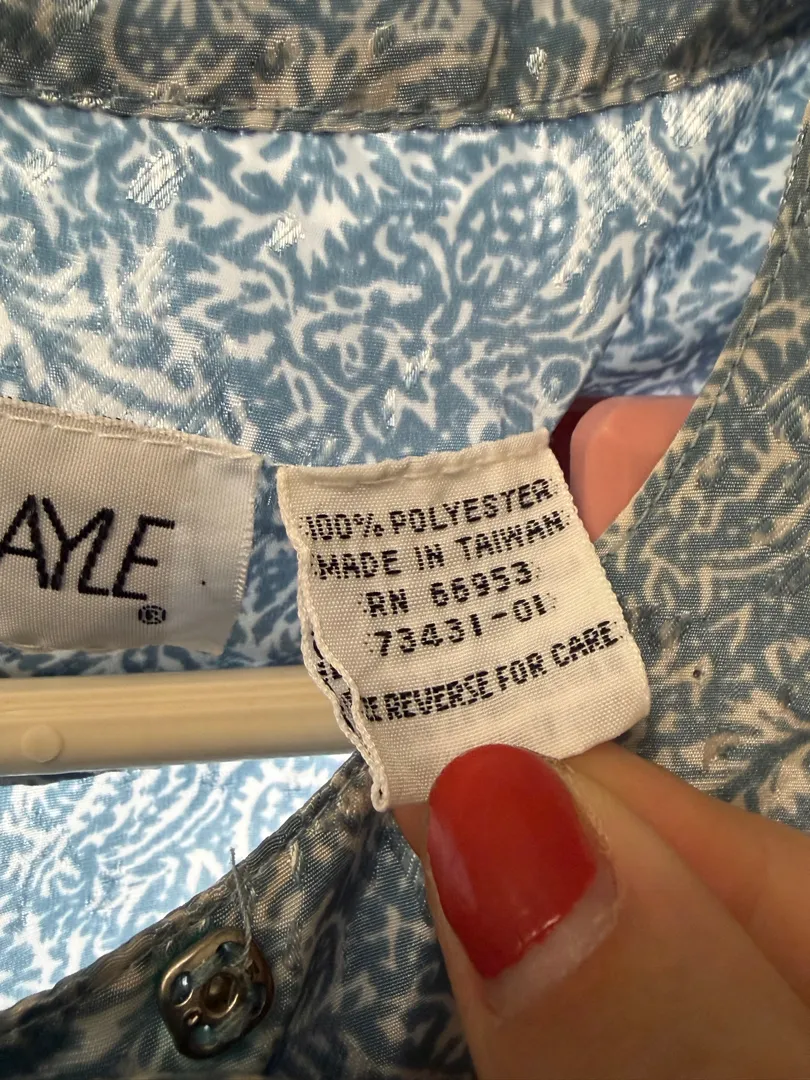 AYLE®
100% POLYESTER
MADE IN TAIWAN
RN 66953
73431-01
REVERSE FOR CARE